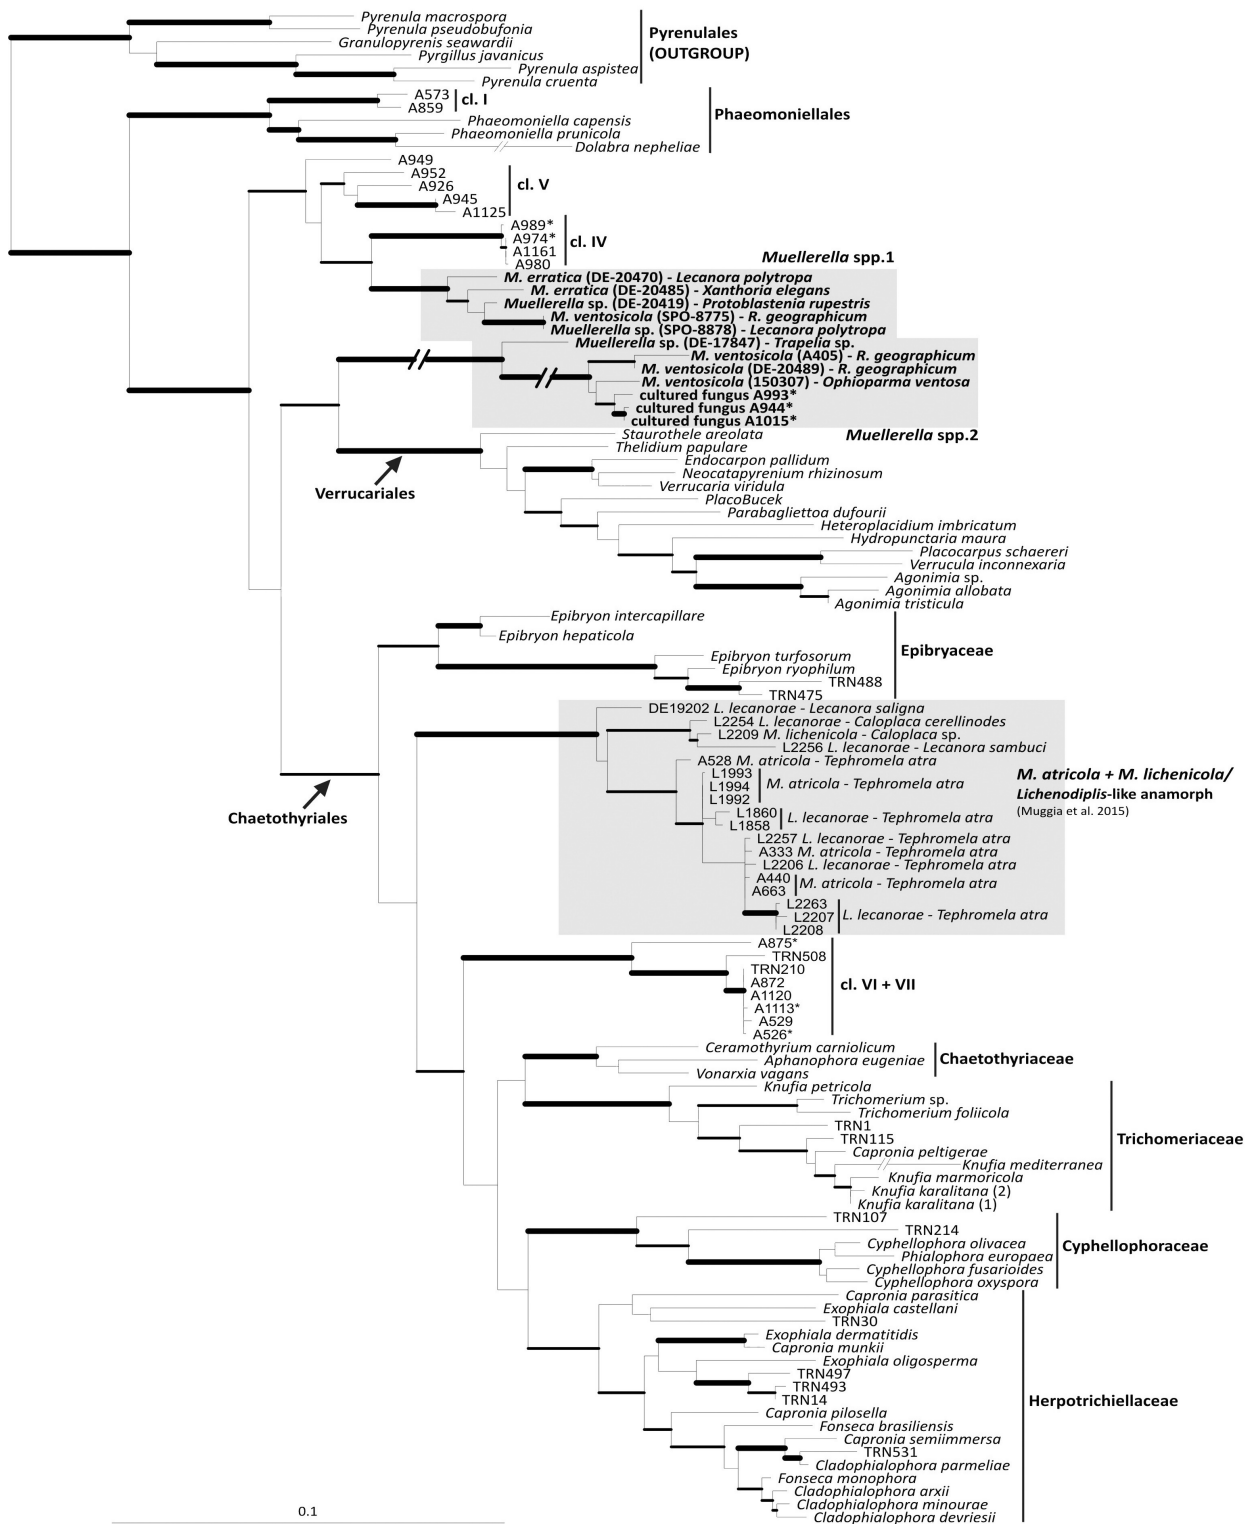 Pyrenula macrospora
Pyrenula pseudobufonia
Granulopyrenis seawardii
Pyrgillus javanicus
Pyrenula aspistea
Pyrenula cruenta
Pyrenulales
(OUTGROUP)
A573
A859
cl. I
Phaeomoniella capensis
Phaeomoniella prunicola
Dolabra nepheliae
Phaeomoniellales
A949
A952
A926
A945
A1125
cl. V
A989*
A974*
A1161
A980
cl. IV
Muellerella spp.1
M. erratica (DE-20470) - Lecanora polytropa
M. erratica (DE-20485) - Xanthoria elegans
Muellerella sp. (DE-20419) - Protoblastenia rupestris
M. ventosicola (SPO-8775) - R. geographicum
Muellerella sp. (SPO-8878) - Lecanora polytropa
Muellerella sp. (DE-17847) - Trapelia sp.
M. ventosicola (A405) - R. geographicum
M. ventosicola (DE-20489) - R. geographicum
M. ventosicola (150307) - Ophioparma ventosa
cultured fungus A993*
cultured fungus A944*
cultured fungus A1015*
Muellerella spp.2
Staurothele areolata
Thelidium papulare
Endocarpon pallidum
Neocatapyrenium rhizinosum
Verrucaria viridula
Verrucariales
PlacoBucek
Parabagliettoa dufourii
Heteroplacidium imbricatum
Hydropunctaria maura
Placocarpus schaereri
Verrucula inconnexaria
Agonimia sp.
Agonimia allobata
Agonimia tristicula
Epibryon intercapillare
Epibryon hepaticola
Epibryon turfosorum
Epibryon ryophilum
TRN488
TRN475
Epibryaceae
DE19202 L. lecanorae - Lecanora saligna
L2254 L. lecanorae - Caloplaca cerellinodes
L2209 M. lichenicola - Caloplaca sp.
L2256 L. lecanorae - Lecanora sambuci
A528 M. atricola - Tephromela atra
L1993
L1994
L1992
M. atricola - Tephromela atra
M. atricola + M. lichenicola/
Lichenodiplis-like anamorph
(Muggia et al. 2015)
Chaetothyriales
L1860
L1858
L. lecanorae - Tephromela atra
L2257 L. lecanorae - Tephromela atra
A333 M. atricola - Tephromela atra
L2206 L. lecanorae - Tephromela atra
A440
A663
M. atricola - Tephromela atra
L2263
L2207
L2208
L. lecanorae - Tephromela atra
A875*
TRN508
TRN210
A872
A1120
A1113*
A529
A526*
cl. VI + VII
Ceramothyrium carniolicum
Aphanophora eugeniae
Vonarxia vagans
Chaetothyriaceae
Knufia petricola
Trichomerium sp.
Trichomerium foliicola
TRN1
TRN115
Capronia peltigerae
Knufia mediterranea
Knufia marmoricola
Knufia karalitana (2)
Knufia karalitana (1)
Trichomeriaceae
TRN107
TRN214
Cyphellophora olivacea
Phialophora europaea
Cyphellophora fusarioides
Cyphellophora oxyspora
Cyphellophoraceae
Capronia parasitica
Exophiala castellani
TRN30
Exophiala dermatitidis
Capronia munkii
Exophiala oligosperma
TRN497
TRN493
TRN14
Capronia pilosella
Fonseca brasiliensis
Capronia semiimmersa
TRN531
Cladophialophora parmeliae
Fonseca monophora
Cladophialophora arxii
Cladophialophora minourae
Cladophialophora devriesii
Herpotrichiellaceae
0.1